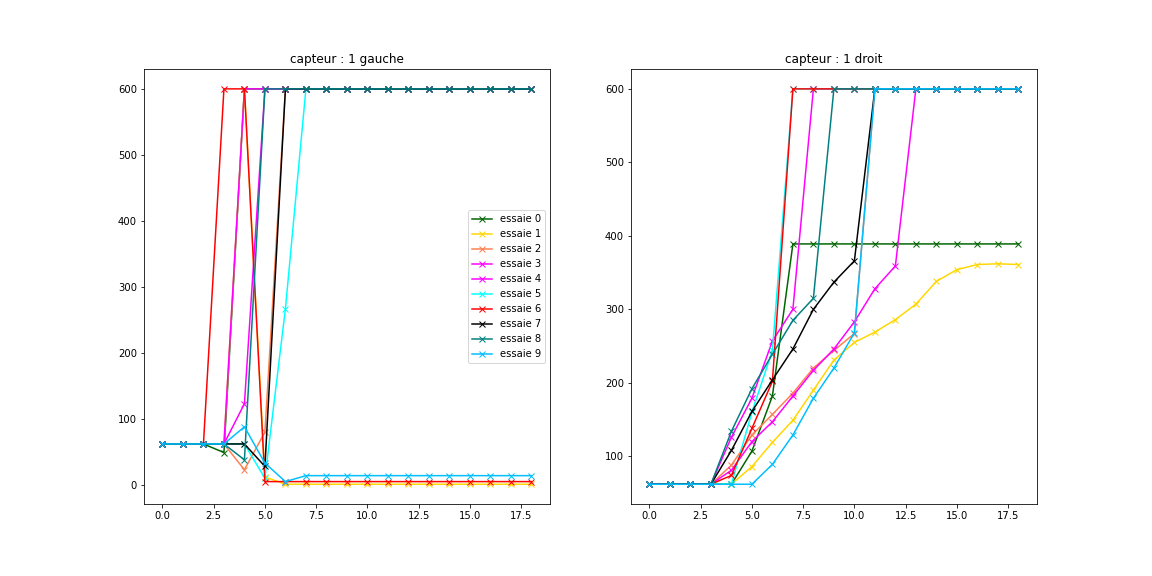 capteur : 1 gauche
600
500
400
300
200
100
0
0.0 2.5 5.0 7.5 10.0 12.5 15.0 17.5
essaie 0
essaie 1
essaie 2
essaie 3
essaie 4
essaie 5
essaie 6
essaie 7
essaie 8
essaie 9
capteur : 1 droit
600
500
400
300
200
100
0.0 2.5 5.0 7.5 10.0 12.5 15.0 17.5